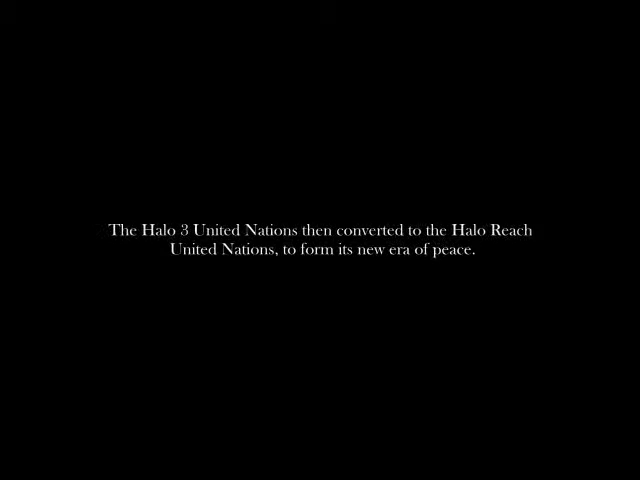 The Halo 3 United Nations then converted to the Halo Reach
United Nations, to form its new era of peace.